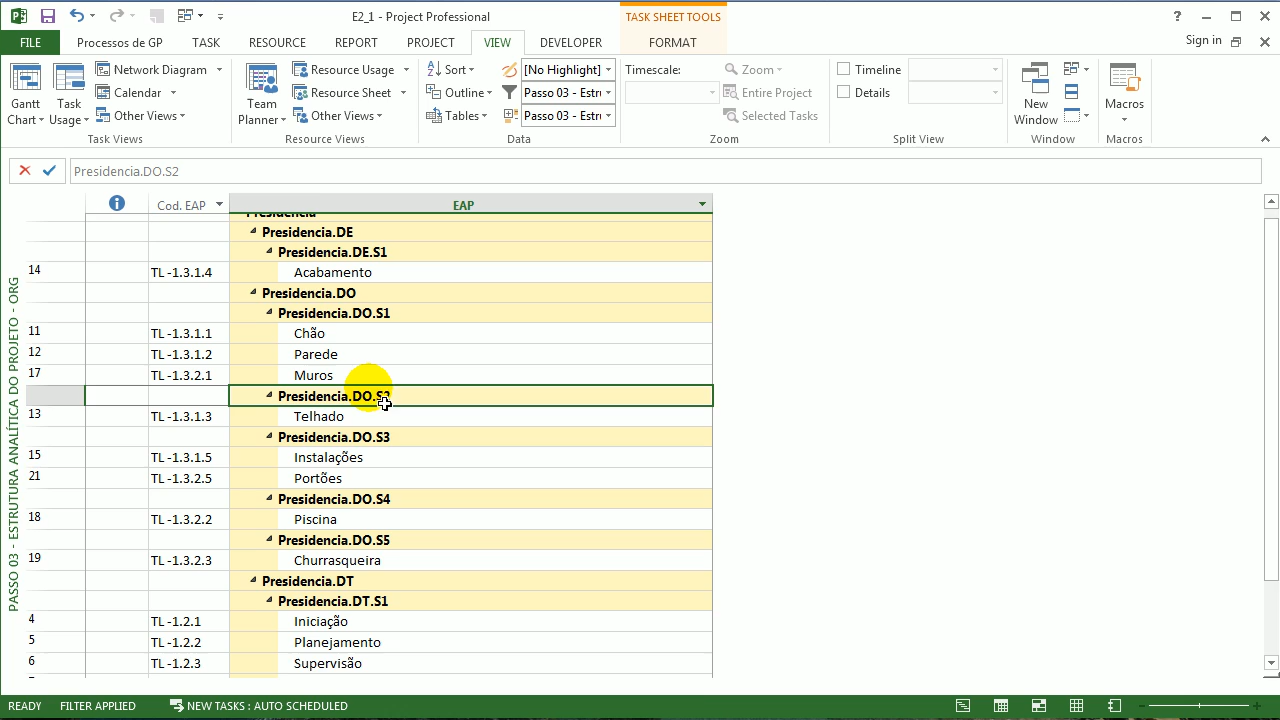 E2_1 - Project Professional
TASK SHEET TOOLS
?
FILE
Processos de GP
TASK
RESOURCE
REPORT
PROJECT
VIEW
DEVELOPER
FORMAT
Sign in
Gantt Chart
Task Usage
Network Diagram
Calendar
Other Views
Task Views
Team Planner
Resource Usage
Resource Sheet
Other Views
Resource Views
Sort
Outline
Tables
[No Highlight]
Passo 03 - Estru
Passo 03 - Estru
Data
Timescale:
Zoom
Entire Project
Selected Tasks
Zoom
Timeline
Details
Split View
New Window
Window
Macros
Macros
Presidencia.DO.S2
Cod. EAP
EAP
Presidencia
Presidencia.DE
Presidencia.DE.S1
14 TL -1.3.1.4 Acabamento
Presidencia.DO
Presidencia.DO.S1
11 TL -1.3.1.1 Chão
12 TL -1.3.1.2 Parede
17 TL -1.3.2.1 Muros
Presidencia.DO.S2
13 TL -1.3.1.3 Telhado
Presidencia.DO.S3
15 TL -1.3.1.5 Instalações
21 TL -1.3.2.5 Portões
Presidencia.DO.S4
18 TL -1.3.2.2 Piscina
Presidencia.DO.S5
19 TL -1.3.2.3 Churrasqueira
Presidencia.DT
Presidencia.DT.S1
4 TL -1.2.1 Iniciação
5 TL -1.2.2 Planejamento
6 TL -1.2.3 Supervisão
PASSO 03 - ESTRUTURA ANALÍTICA DO PROJETO - ORG
READY
FILTER APPLIED
NEW TASKS : AUTO SCHEDULED